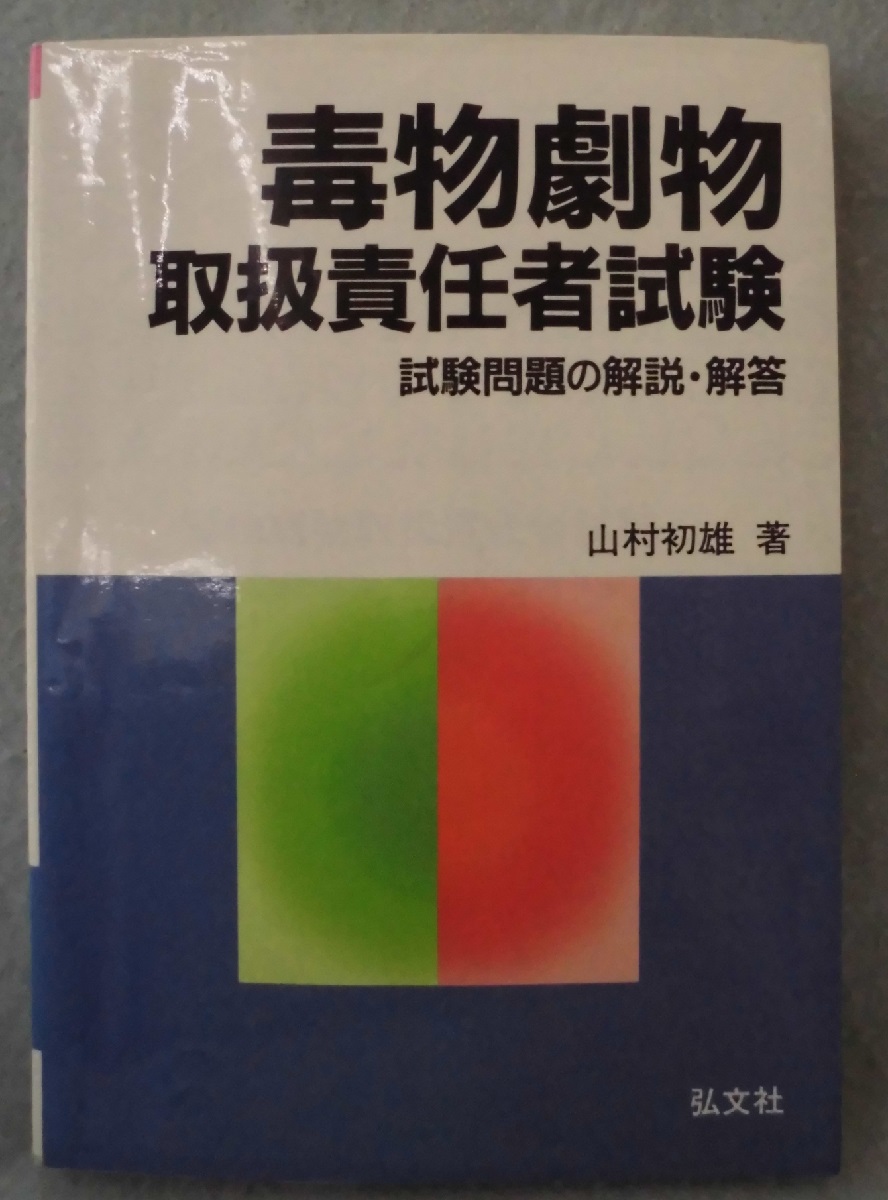 毒物劇物
取扱責任者試験
試験問題の解説・解答
山村初雄 著
弘文社